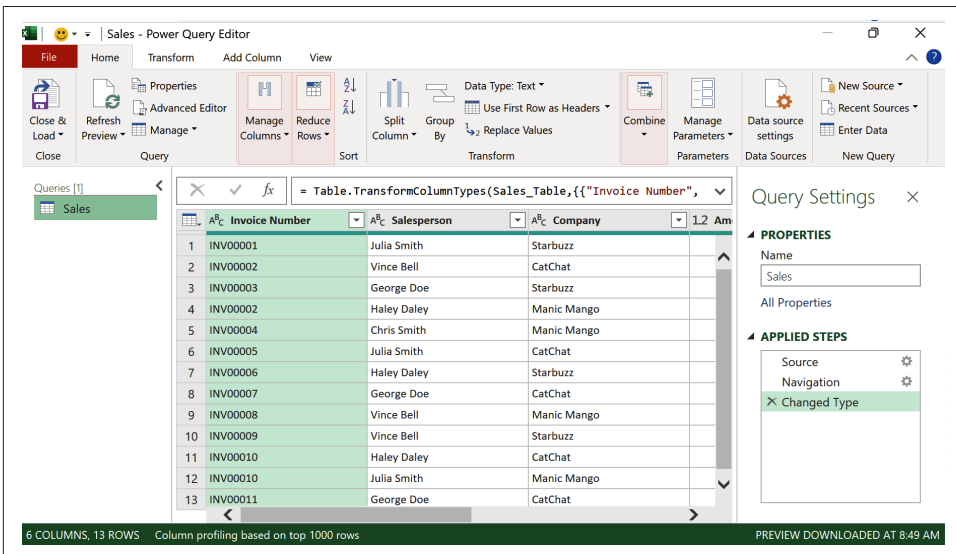 Sales - Power Query Editor
File Home Transform Add Column View
Close & Load
Refresh Preview
Properties
Advanced Editor
Manage
Manage Columns
Reduce Rows
Split Column
Group By
Data Type: Text
Use First Row as Headers
1 2 Replace Values
Combine
Manage Parameters
Data source settings
New Source
Recent Sources
Enter Data
Close Query Sort Transform Parameters Data Sources New Query
Queries [1]
Sales
fx = Table.TransformColumnTypes(Sales_Table,{{"Invoice Number",
ABC Invoice Number ABC Salesperson ABC Company 1.2 Am
1 INV00001 Julia Smith Starbuzz
2 INV00002 Vince Bell CatChat
3 INV00003 George Doe Starbuzz
4 INV00002 Haley Daley Manic Mango
5 INV00004 Chris Smith Manic Mango
6 INV00005 Julia Smith CatChat
7 INV00006 Haley Daley Starbuzz
8 INV00007 George Doe CatChat
9 INV00008 Vince Bell Manic Mango
10 INV00009 Vince Bell Starbuzz
11 INV00010 Haley Daley CatChat
12 INV00010 Julia Smith Manic Mango
13 INV00011 George Doe CatChat
Query Settings
PROPERTIES
Name
Sales
All Properties
APPLIED STEPS
Source
Navigation
Changed Type
6 COLUMNS, 13 ROWS Column profiling based on top 1000 rows PREVIEW DOWNLOADED AT 8:49 AM